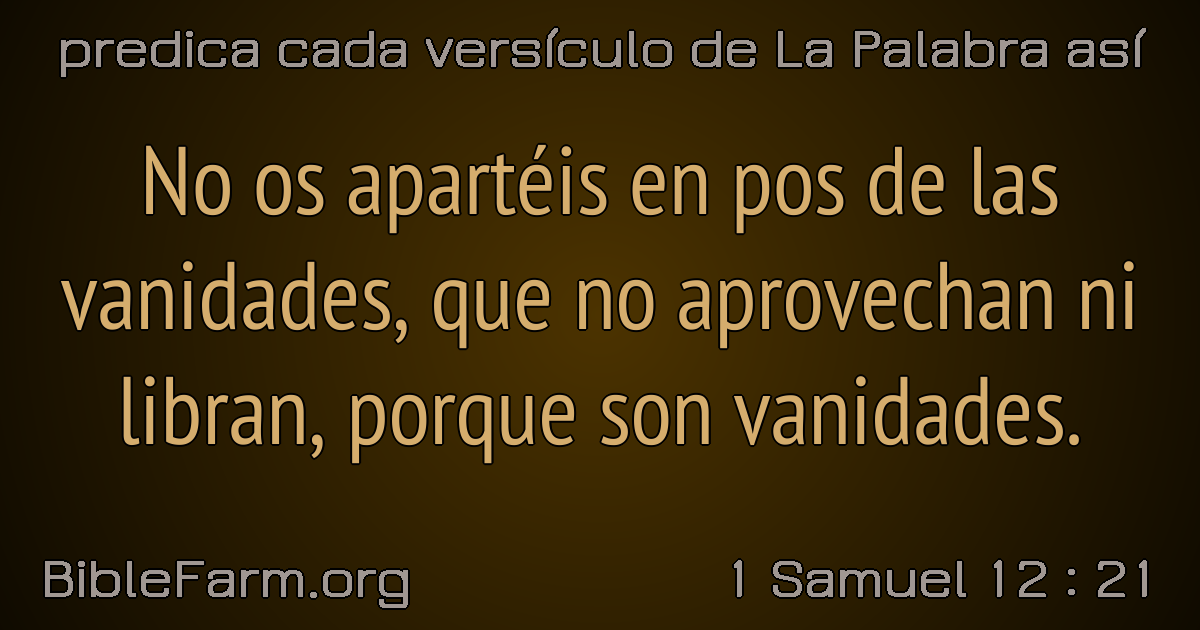 predica cada versículo de La Palabra así
No os apartéis en pos de las
vanidades, que no aprovechan ni
libran, porque son vanidades.
BibleFarm.org
1 Samuel 12 : 21